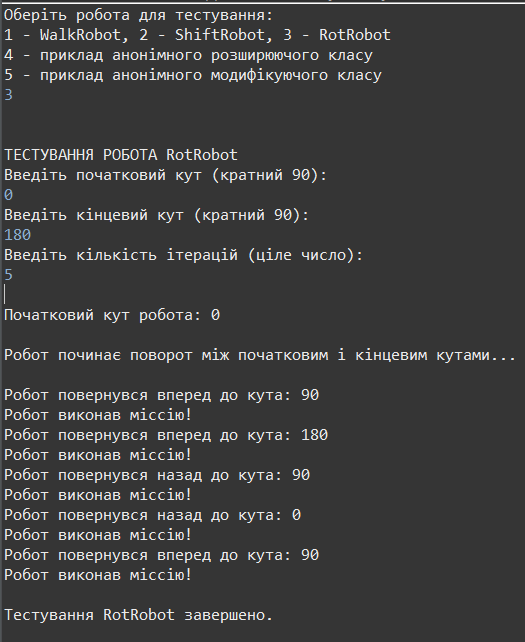 Оберіть робота для тестування:
1 - WalkRobot, 2 - ShiftRobot, 3 - RotRobot
4 - приклад анонімного розширюючого класу
5 - приклад анонімного модифікуючого класу
3
ТЕСТУВАННЯ РОБОТА RotRobot
Введіть початковий кут (кратний 90):
0
Введіть кінцевий кут (кратний 90):
180
Введіть кількість ітерацій (ціле число):
5
Початковий кут робота: 0
Робот починає поворот між початковим і кінцевим кутами...
Робот повернувся вперед до кута: 90
Робот виконав міссію!
Робот повернувся вперед до кута: 180
Робот виконав міссію!
Робот повернувся назад до кута: 90
Робот виконав міссію!
Робот повернувся назад до кута: 0
Робот виконав міссію!
Робот повернувся вперед до кута: 90
Робот виконав міссію!
Тестування RotRobot завершено.